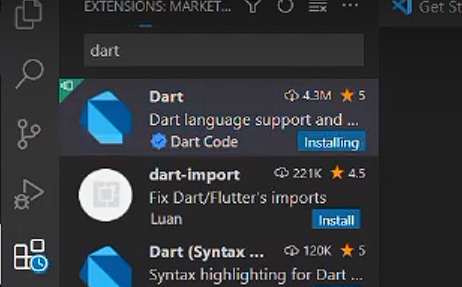 EXTENSIONS: MARKET...
Get St
dart
Dart 4.3M ★ 5
Dart language support and ...
Dart Code Installing
dart-import 221K ★ 4.5
Fix Dart/Flutter's imports
Luan Install
Dart (Syntax ... 120K ★ 5
Syntax highlighting for Dart ...